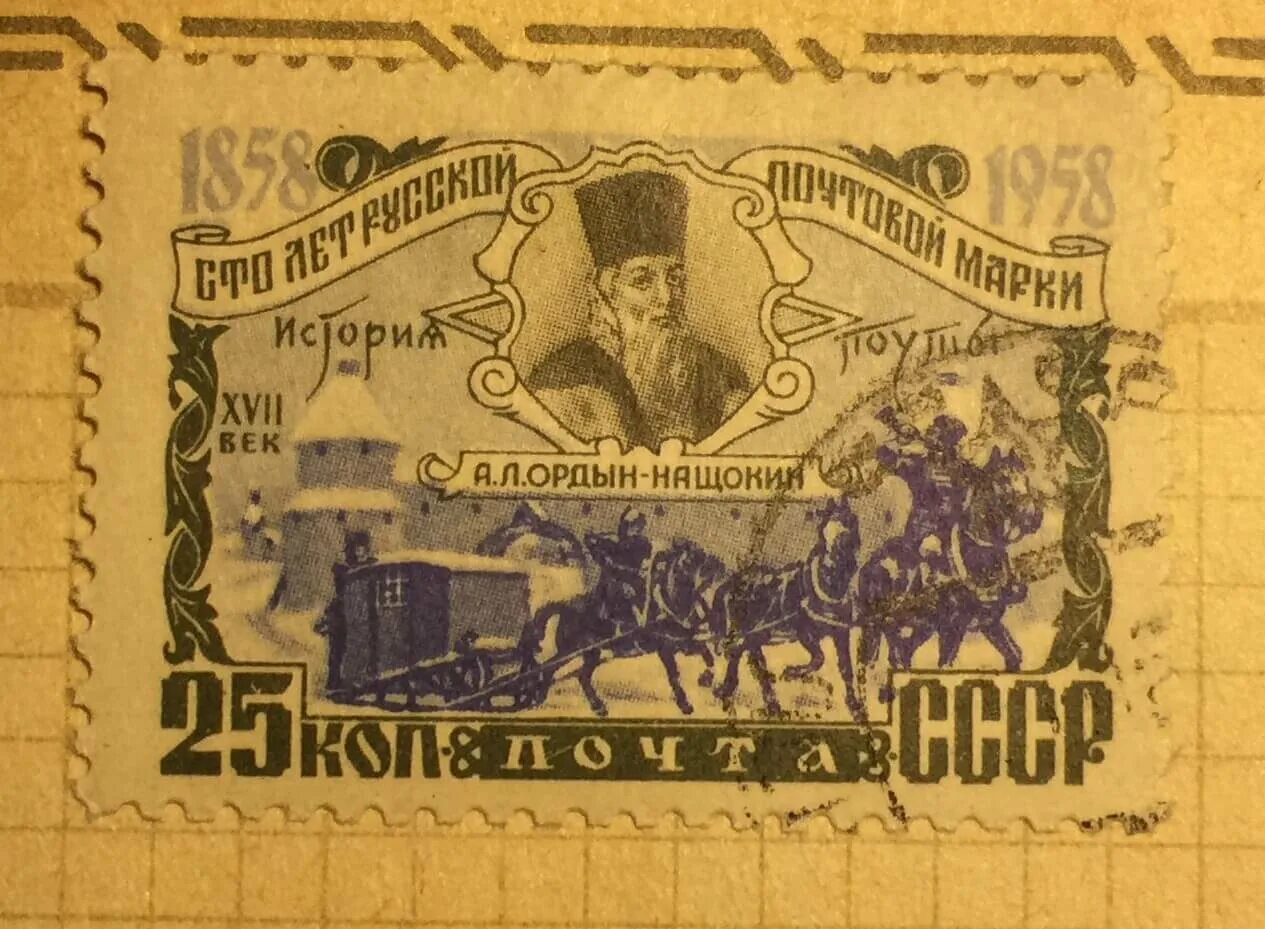 1858 1958
СТО ЛЕТ РУССКОЙ ПОЧТОВОЙ МАРКИ
История почты
XVII
ВЕК
А.Л.ОРДЫН-НАЩОКИН
25 КОП. ПОЧТА СССР